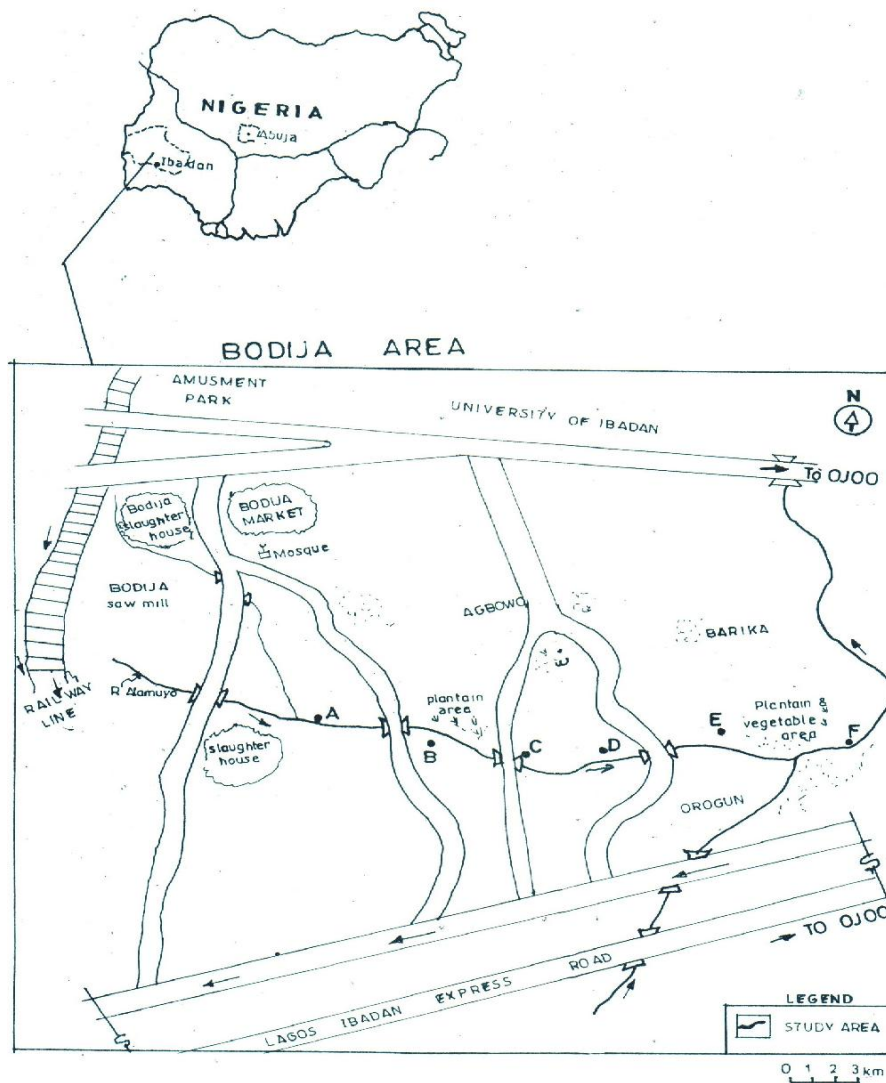 NIGERIA
Abuja
Ibadan
BODIJA AREA
AMUSMENT
PARK
UNIVERSITY OF IBADAN
N
TO OJOO
Bodija
slaughter
house
BODIJA
MARKET
Mosque
BODIJA
saw mill
AGBOWO
BARIKA
R Alamuyo
RAILWAY
LINE
A
plantain
area
E
Plantain &
vegetable
area
F
B
C
D
slaughter
house
OROGUN
TO OJOO
LAGOS IBADAN EXPRESS ROAD
LEGEND
STUDY AREA
0 1 2 3 km